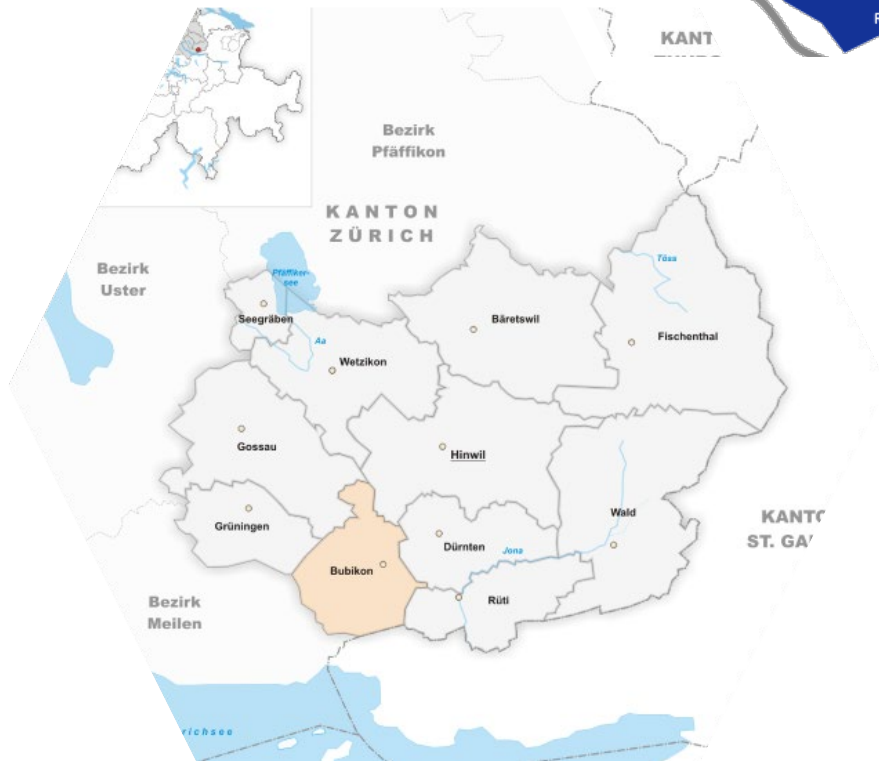 KANT
Bezirk
Pfäffikon
KANTON
ZÜRICH
Bezirk
Uster
Pfäffiker-
see
Töss
Seegräben
Bäretswil
Fischenthal
Aa
Wetzikon
Gossau
Hinwil
Grüningen
Wald
KANTO
ST. GA
Dürnten
Jona
Bubikon
Rüti
Bezirk
Meilen
richsee